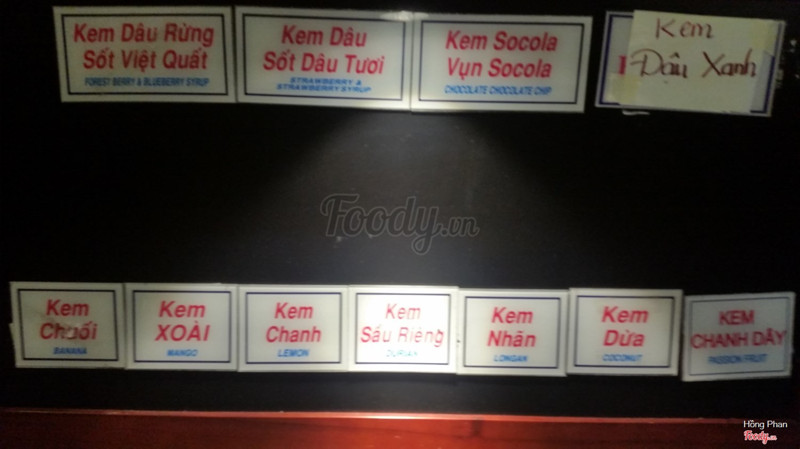 Kem Dâu Rừng
Sốt Việt Quất
FOREST BERRY & BLUEBERRY SYRUP
Kem Dâu
Sốt Dâu Tươi
STRAWBERRY &
STRAWBERRY SYRUP
Kem Socola
Vụn Socola
CHOCOLATE CHOCOLATE CHIP
Kem
Đâu Xanh
Foody.vn
Kem
Chuối
BANANA
Kem
XOÀI
MANGO
Kem
Chanh
LEMON
Kem
Sầu Riêng
DURIAN
Kem
Nhãn
LONGAN
Kem
Dừa
COCONUT
KEM
CHANH DÂY
PASSION FRUIT
Hồng Phan
Foody.vn